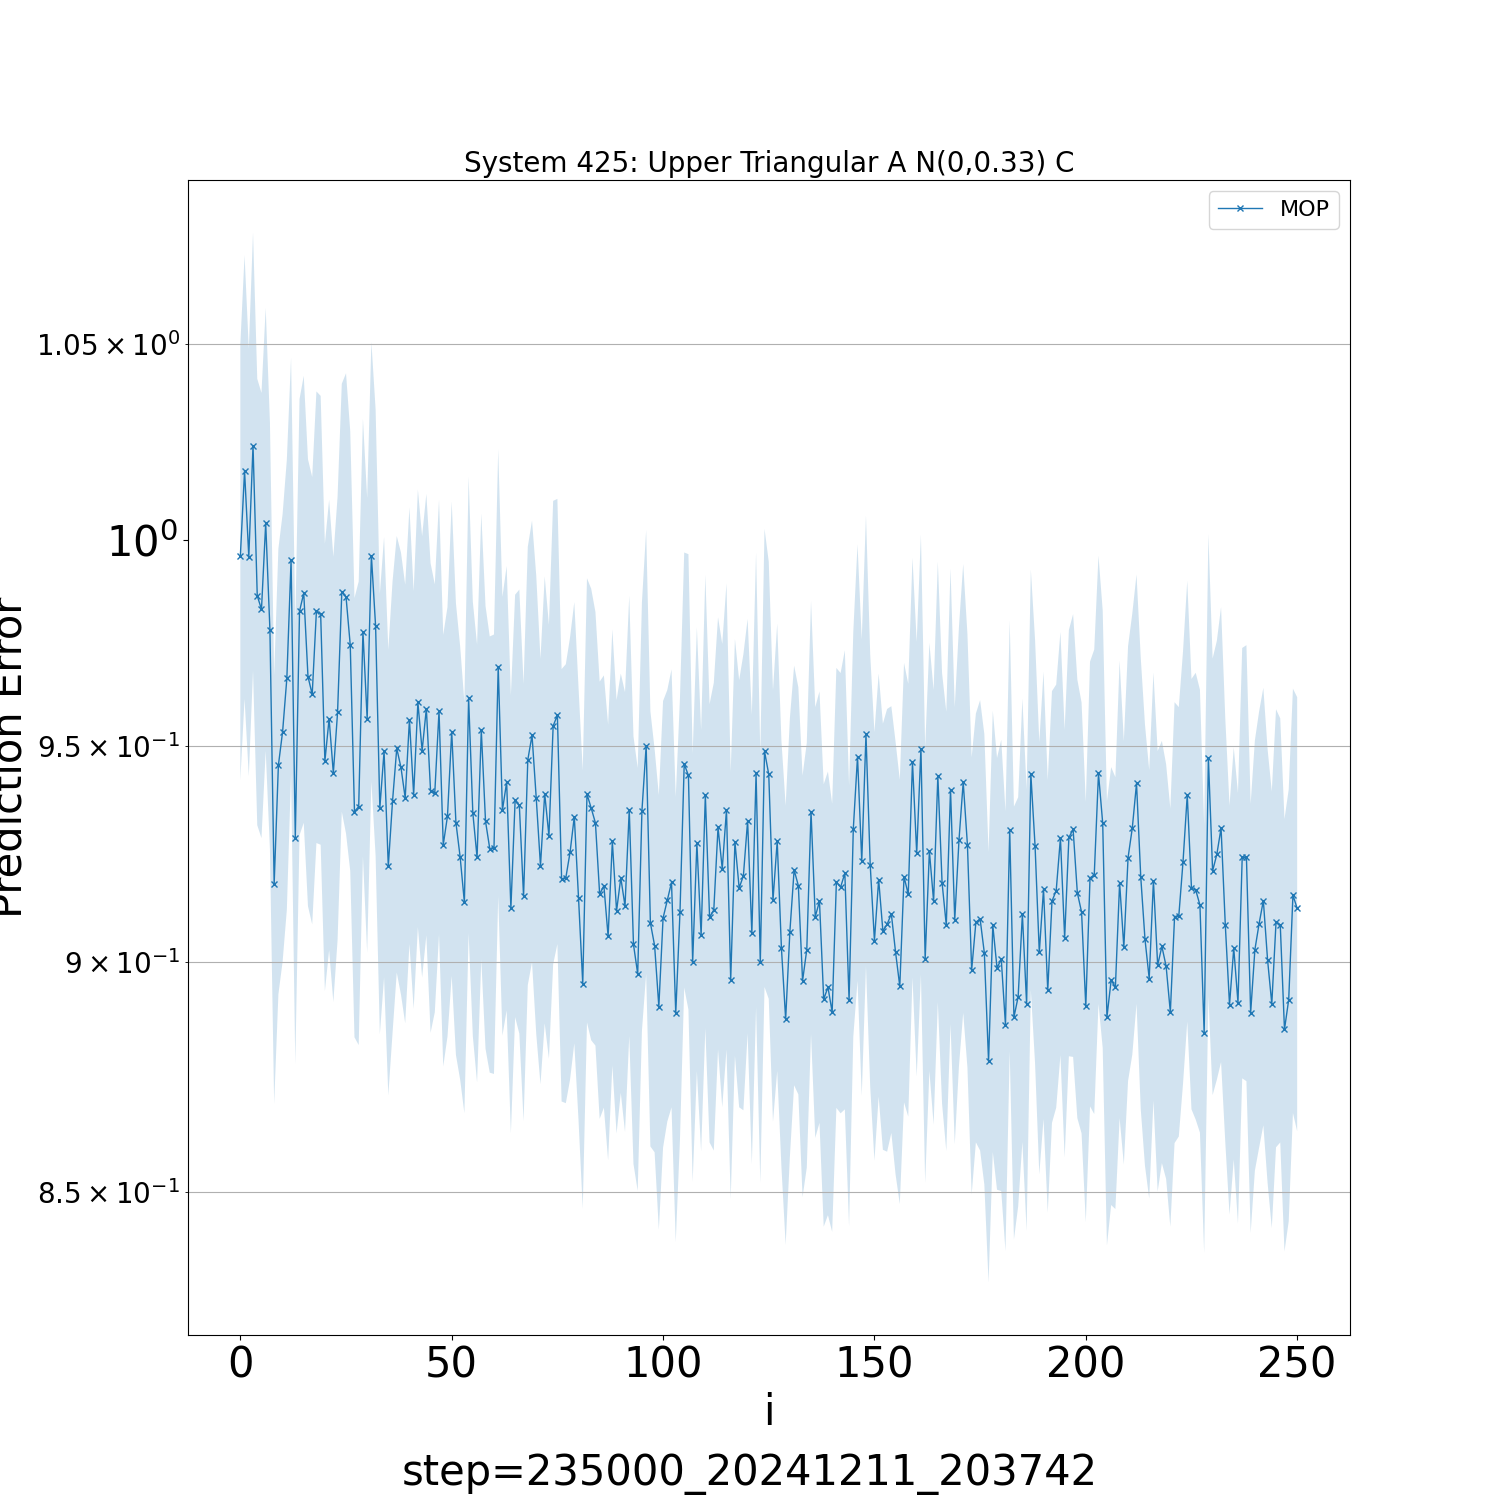 System 425: Upper Triangular A N(0,0.33) C
MOP
1.05 × 10⁰
10⁰
9.5 × 10⁻¹
9 × 10⁻¹
8.5 × 10⁻¹
Prediction Error
0 50 100 150 200 250
i
step=235000_20241211_203742